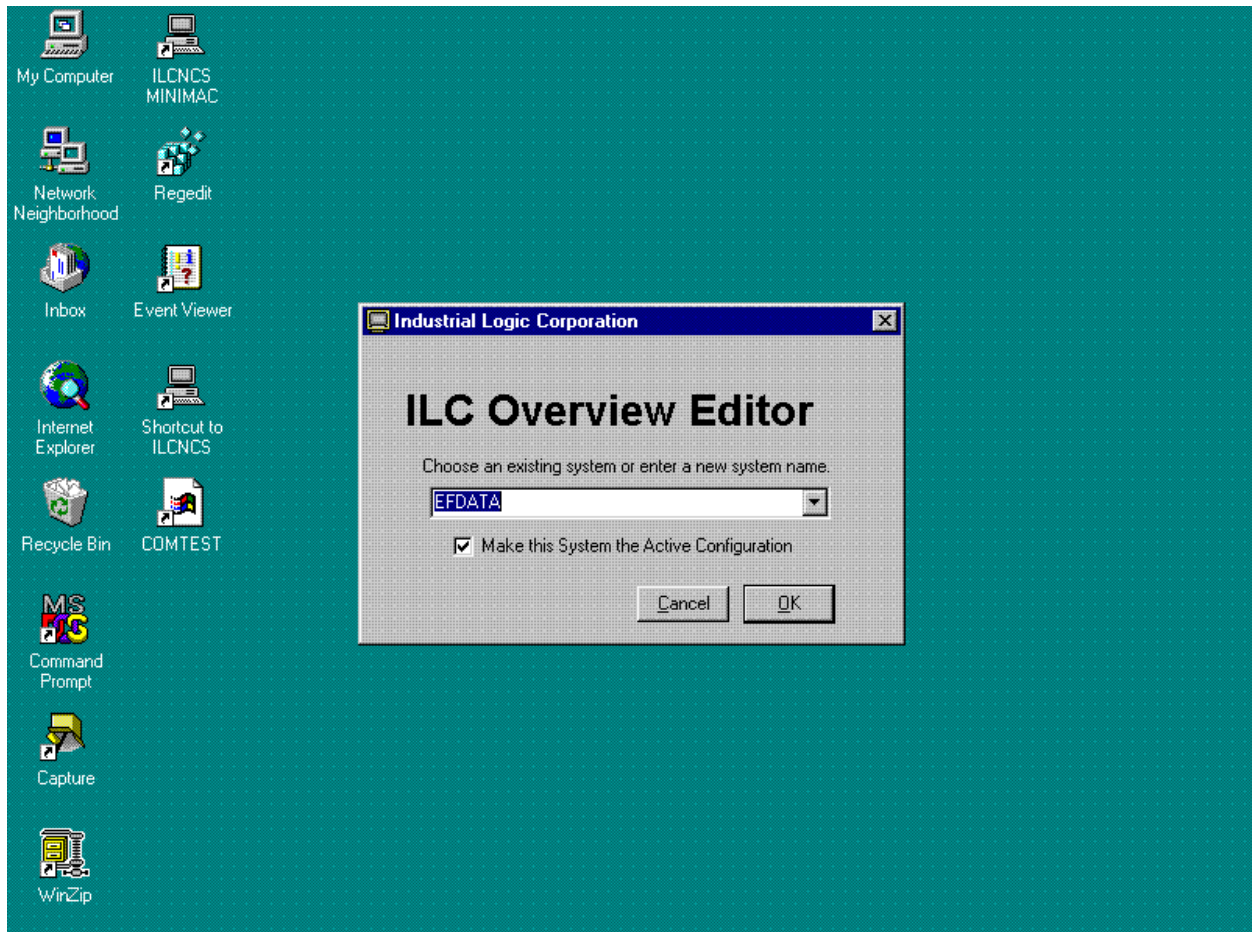 My Computer
ILCNCS
MINIMAC
Network
Neighborhood
Regedit
Inbox
Event Viewer
Internet
Explorer
Shortcut to
ILCNCS
Recycle Bin
COMTEST
MS
Command
Prompt
Capture
WinZip
Industrial Logic Corporation
ILC Overview Editor
Choose an existing system or enter a new system name.
EFDATA
Make this System the Active Configuration
Cancel
OK